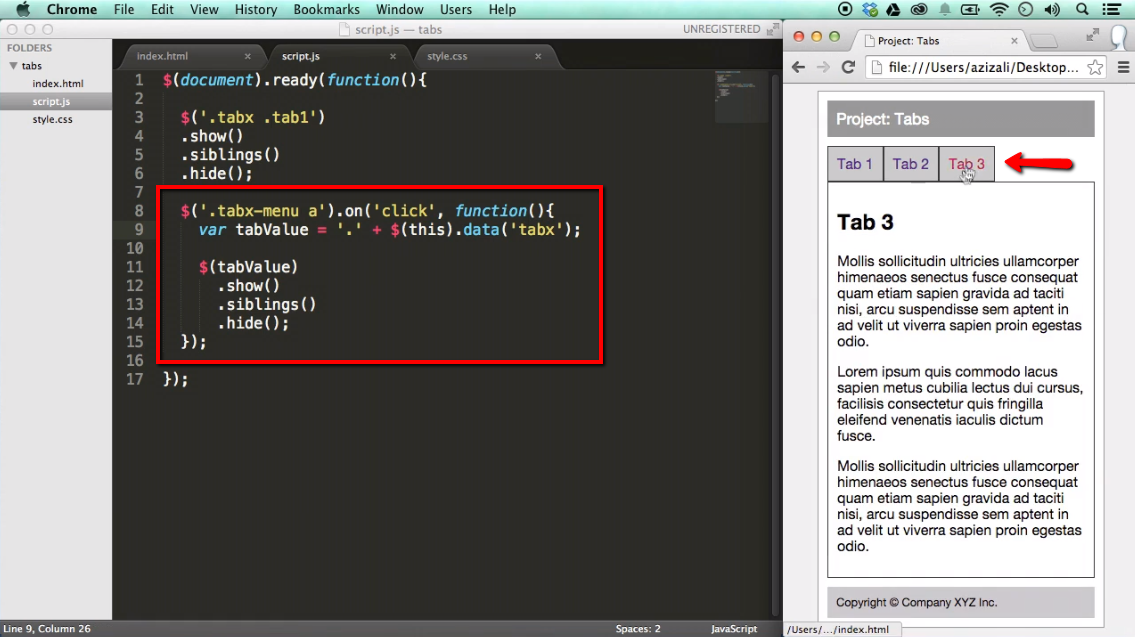 Chrome File Edit View History Bookmarks Window Users Help
script.js — tabs
UNREGISTERED
FOLDERS
tabs
index.html
script.js
style.css
index.html × script.js × style.css ×
1 $(document).ready(function(){
2
3 $('.tabx .tab1')
4 .show()
5 .siblings()
6 .hide();
7
8 $('.tabx-menu a').on('click', function(){
9 var tabValue = '.' + $(this).data('tabx');
10
11 $(tabValue)
12 .show()
13 .siblings()
14 .hide();
15 });
16
17 });
Line 9, Column 26
Spaces: 2
JavaScript
Project: Tabs ×
file:///Users/azizali/Desktop...
Project: Tabs
Tab 1 Tab 2 Tab 3
Tab 3
Mollis sollicitudin ultricies ullamcorper
himenaeos senectus fusce consequat
quam etiam sapien gravida ad taciti
nisi, arcu suspendisse sem aptent in
ad velit ut viverra sapien proin egestas
odio.
Lorem ipsum quis commodo lacus
sapien metus cubilia lectus dui cursus,
facilisis consectetur quis fringilla
eleifend venenatis iaculis dictum
fusce.
Mollis sollicitudin ultricies ullamcorper
himenaeos senectus fusce consequat
quam etiam sapien gravida ad taciti
nisi, arcu suspendisse sem aptent in
ad velit ut viverra sapien proin egestas
odio.
Copyright © Company XYZ Inc.
/Users/.../index.html